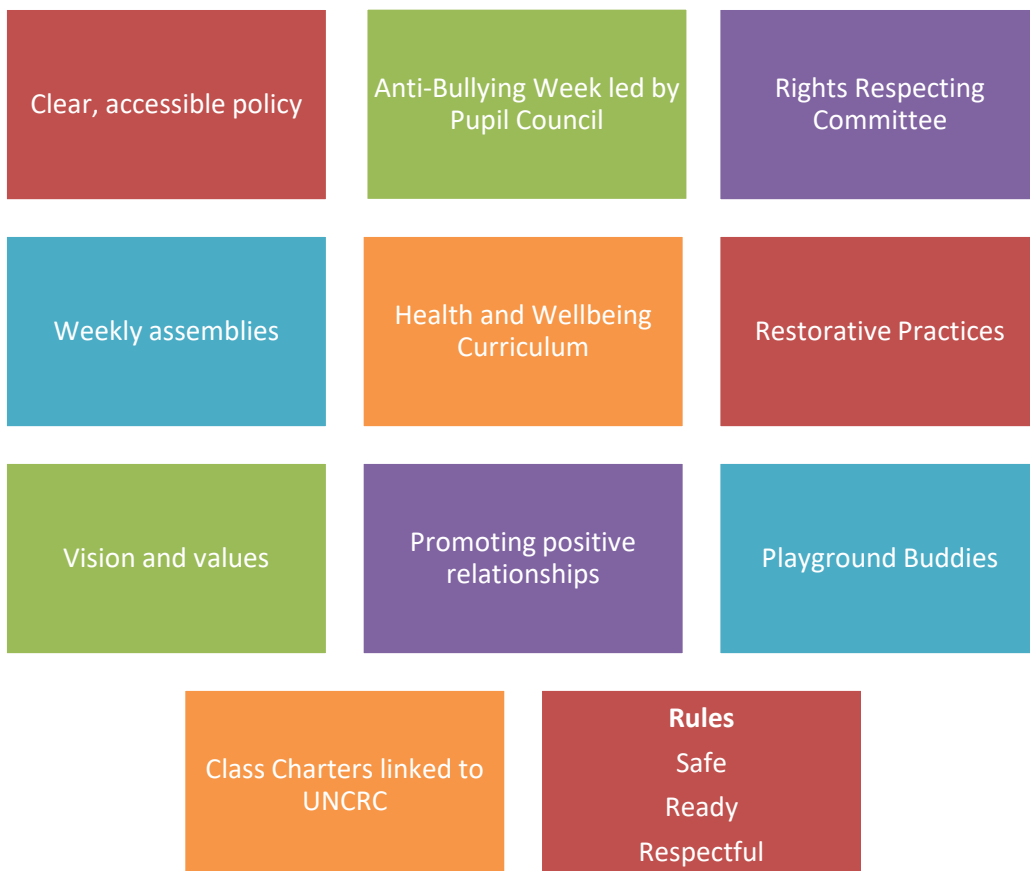 Clear, accessible policy
Anti-Bullying Week led by
Pupil Council
Rights Respecting
Committee
Weekly assemblies
Health and Wellbeing
Curriculum
Restorative Practices
Vision and values
Promoting positive
relationships
Playground Buddies
Class Charters linked to
UNCRC
Rules
Safe
Ready
Respectful